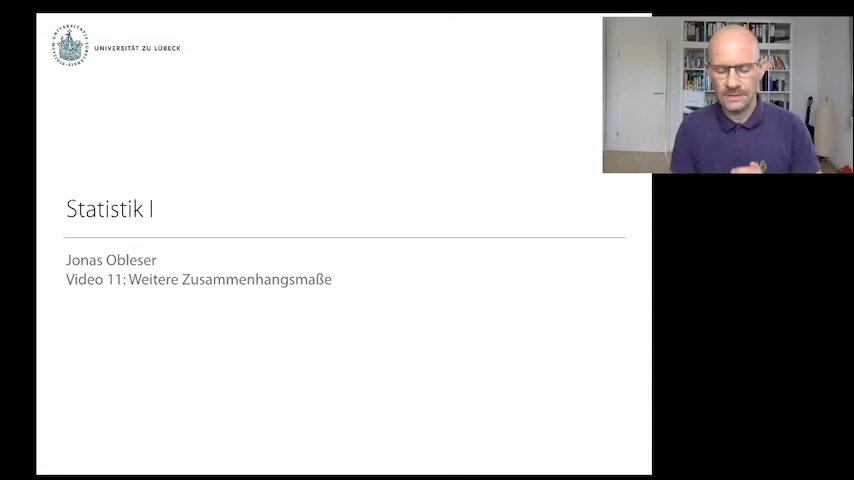 UNIVERSITÄT ZU LÜBECK
Statistik I
Jonas Obleser
Video 11: Weitere Zusammenhangsmaße